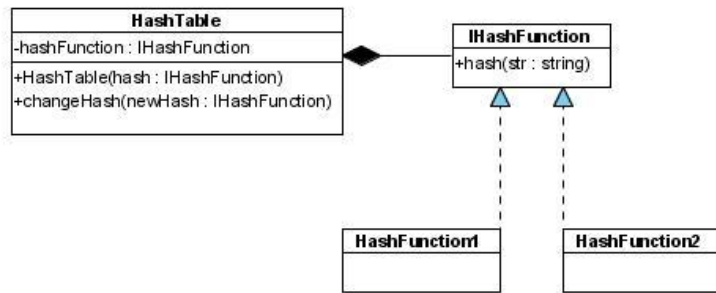 HashTable
-hashFunction : IHashFunction
+HashTable(hash : IHashFunction)
+changeHash(newHash : IHashFunction)
IHashFunction
+hash(str : string)
HashFunction1
HashFunction2